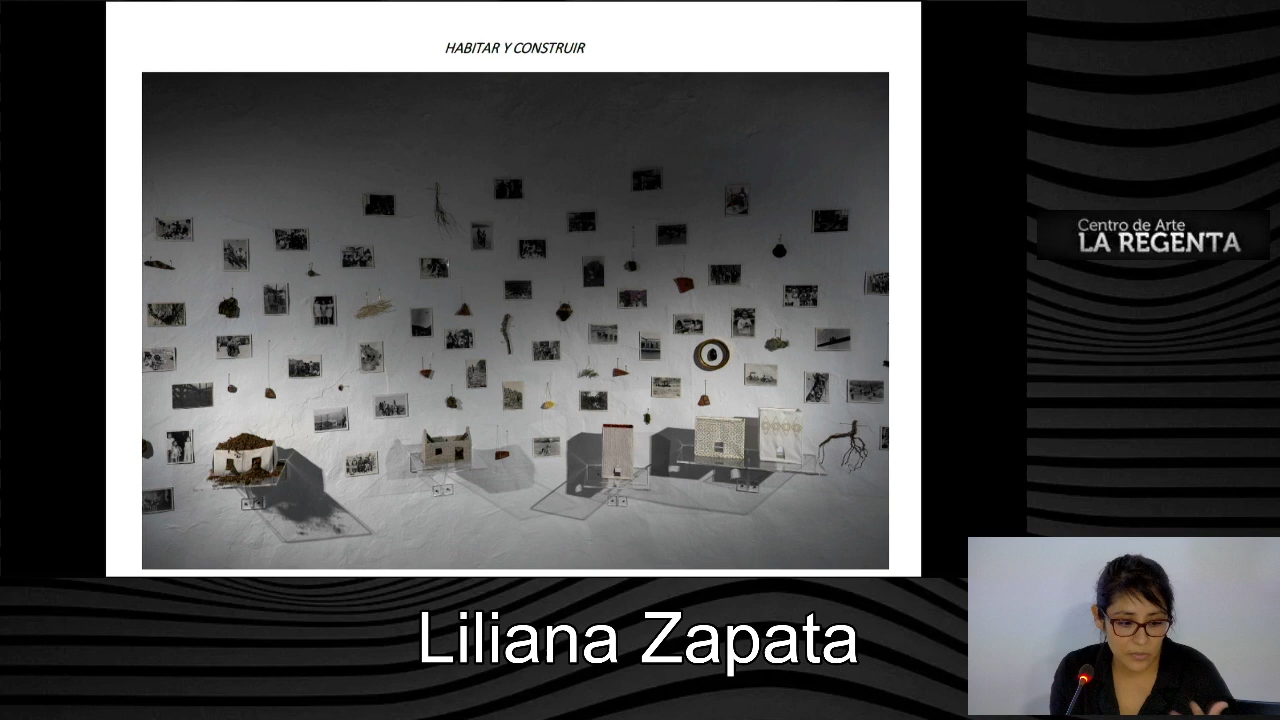 HABITAR Y CONSTRUIR
Centro de Arte
LA REGENTA
Liliana Zapata